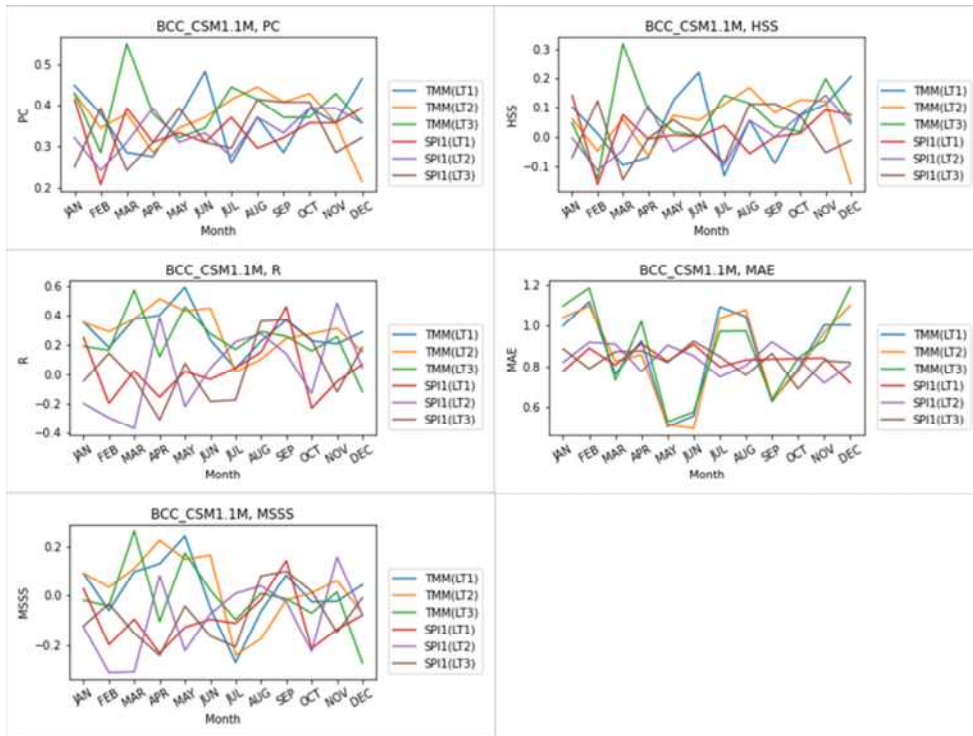 BCC_CSM1.1M, PC
PC
0.5
0.4
0.3
0.2
JAN
FEB
MAR
APR
MAY
JUN
JUL
AUG
SEP
OCT
NOV
DEC
Month
TMM(LT1)
TMM(LT2)
TMM(LT3)
SPI1(LT1)
SPI1(LT2)
SPI1(LT3)
BCC_CSM1.1M, HSS
HSS
0.3
0.2
0.1
0.0
-0.1
JAN
FEB
MAR
APR
MAY
JUN
JUL
AUG
SEP
OCT
NOV
DEC
Month
TMM(LT1)
TMM(LT2)
TMM(LT3)
SPI1(LT1)
SPI1(LT2)
SPI1(LT3)
BCC_CSM1.1M, R
R
0.6
0.4
0.2
0.0
-0.2
-0.4
JAN
FEB
MAR
APR
MAY
JUN
JUL
AUG
SEP
OCT
NOV
DEC
Month
TMM(LT1)
TMM(LT2)
TMM(LT3)
SPI1(LT1)
SPI1(LT2)
SPI1(LT3)
BCC_CSM1.1M, MAE
MAE
1.2
1.0
0.8
0.6
JAN
FEB
MAR
APR
MAY
JUN
JUL
AUG
SEP
OCT
NOV
DEC
Month
TMM(LT1)
TMM(LT2)
TMM(LT3)
SPI1(LT1)
SPI1(LT2)
SPI1(LT3)
BCC_CSM1.1M, MSSS
MSSS
0.2
0.0
-0.2
JAN
FEB
MAR
APR
MAY
JUN
JUL
AUG
SEP
OCT
NOV
DEC
Month
TMM(LT1)
TMM(LT2)
TMM(LT3)
SPI1(LT1)
SPI1(LT2)
SPI1(LT3)